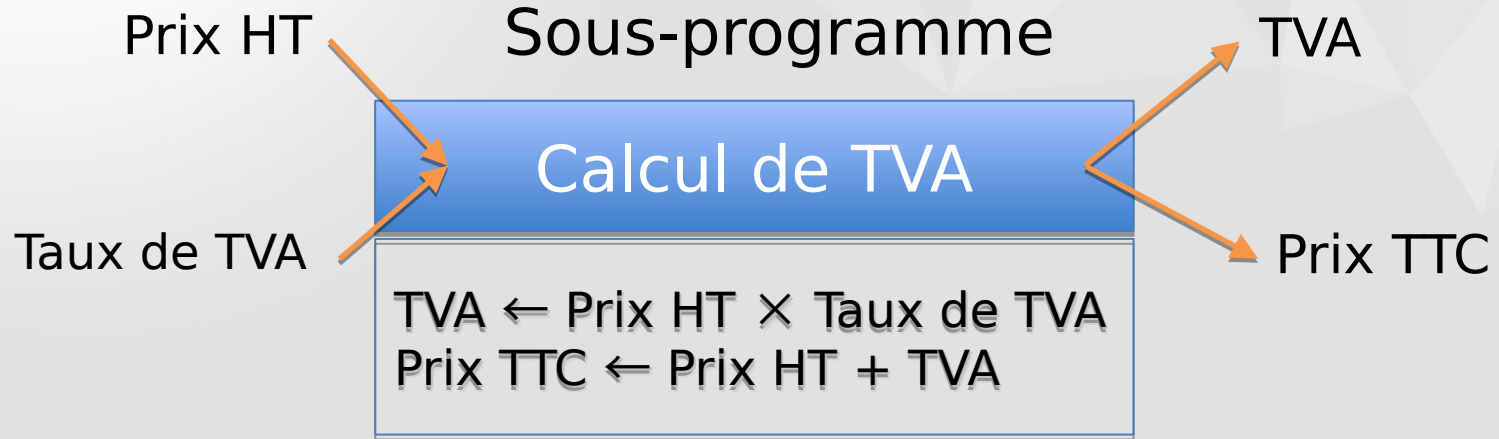 Prix HT
Sous-programme
TVA
Calcul de TVA
Taux de TVA
Prix TTC
TVA ← Prix HT × Taux de TVA
Prix TTC ← Prix HT + TVA